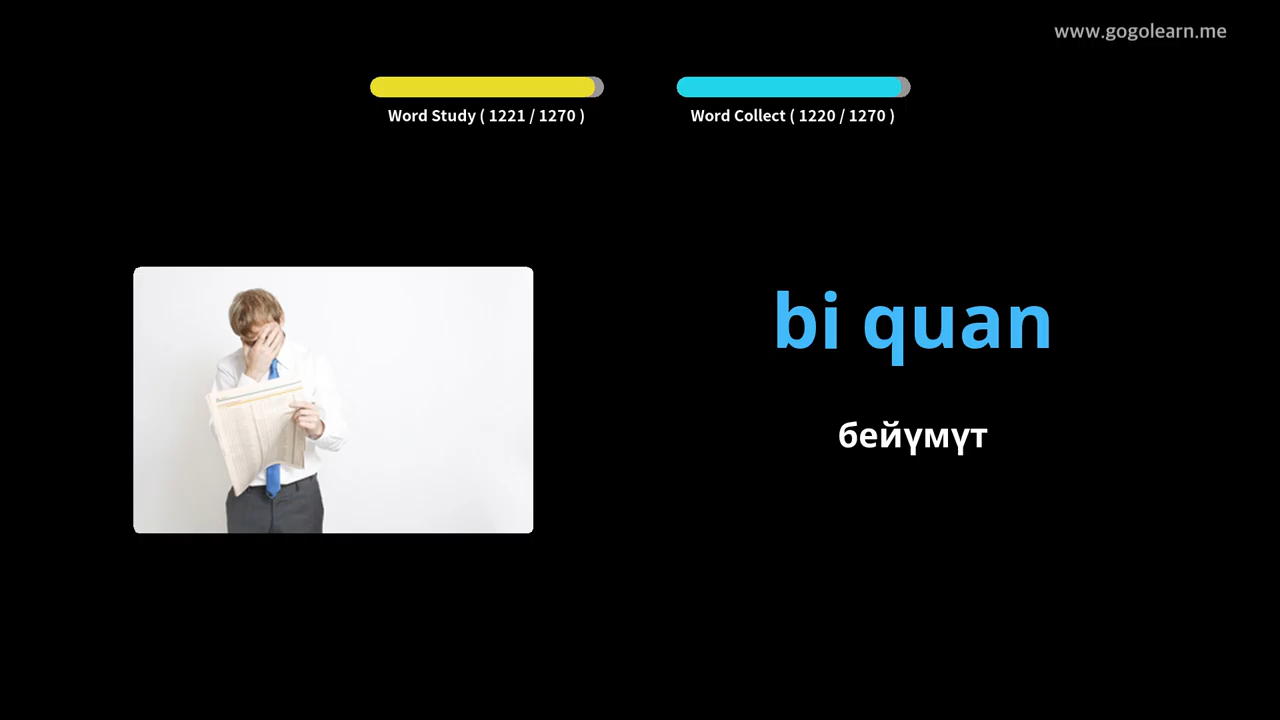 www.gogolearn.me
Word Study ( 1221 / 1270 )
Word Collect ( 1220 / 1270 )
bi quan
бейүмүт